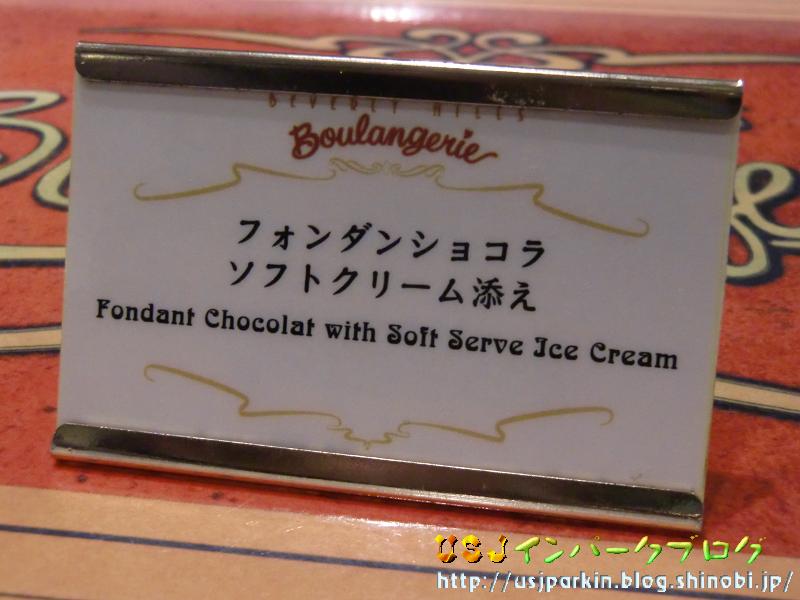 BEVERLY HILLS
Boulangerie
フォンダンショコラ
ソフトクリーム添え
Fondant Chocolat with Soft Serve Ice Cream
USJインパークブログ
http://usjparkin.blog.shinobi.jp/